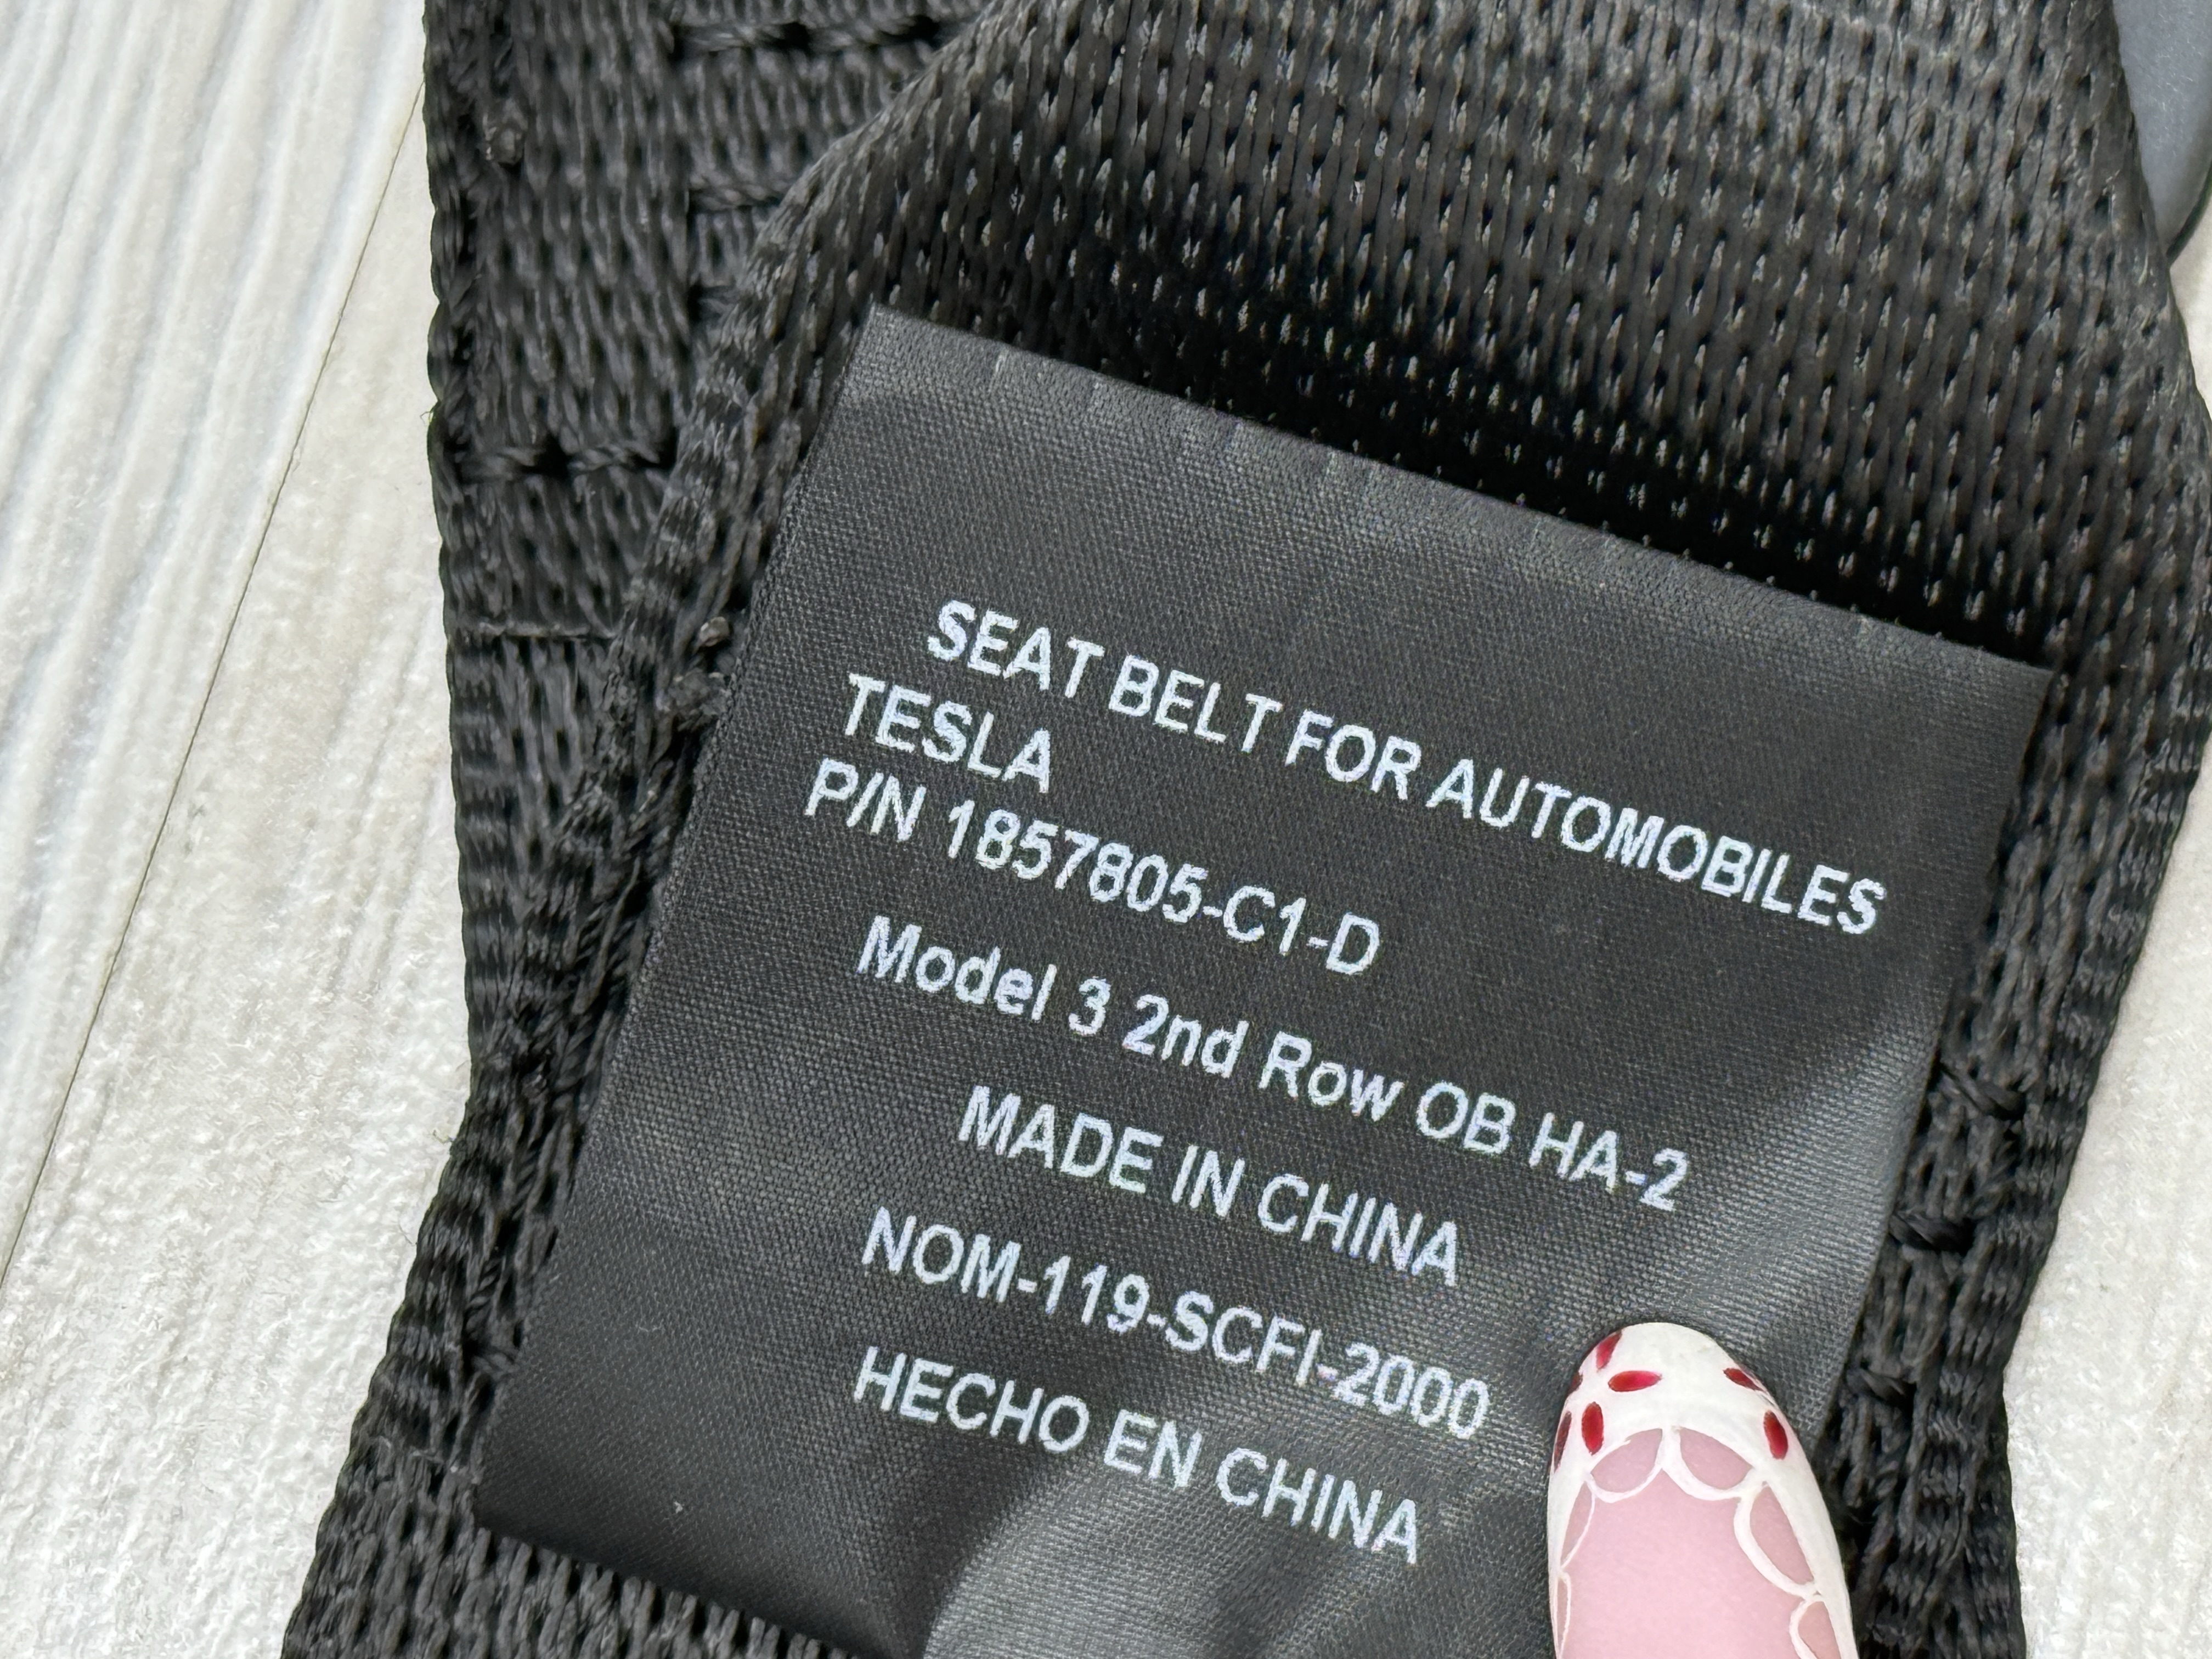 SEAT BELT FOR AUTOMOBILES
TESLA
P/N 1857805-C1-D
Model 3 2nd Row OB HA-2
MADE IN CHINA
NOM-119-SCFI-2000
HECHO EN CHINA